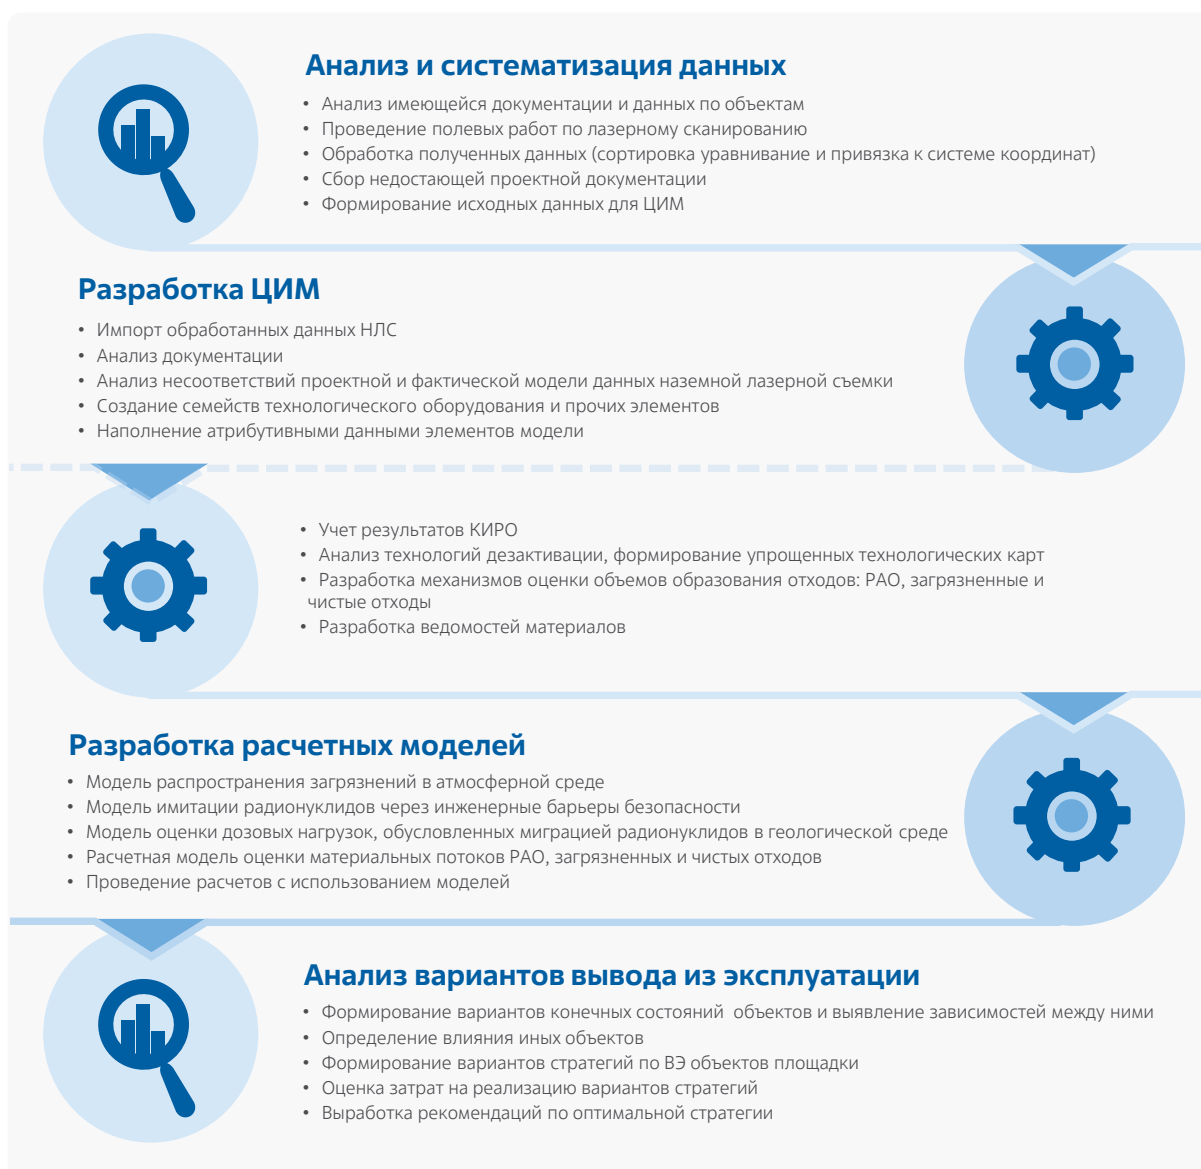 Анализ и систематизация данных
• Анализ имеющейся документации и данных по объектам
• Проведение полевых работ по лазерному сканированию
• Обработка полученных данных (сортировка уравнивание и привязка к системе координат)
• Сбор недостающей проектной документации
• Формирование исходных данных для ЦИМ
Разработка ЦИМ
• Импорт обработанных данных НЛС
• Анализ документации
• Анализ несоответствий проектной и фактической модели данных наземной лазерной съемки
• Создание семейств технологического оборудования и прочих элементов
• Наполнение атрибутивными данными элементов модели
• Учет результатов КИРО
• Анализ технологий дезактивации, формирование упрощенных технологических карт
• Разработка механизмов оценки объемов образования отходов: РАО, загрязненные и
чистые отходы
• Разработка ведомостей материалов
Разработка расчетных моделей
• Модель распространения загрязнений в атмосферной среде
• Модель имитации радионуклидов через инженерные барьеры безопасности
• Модель оценки дозовых нагрузок, обусловленных миграцией радионуклидов в геологической среде
• Расчетная модель оценки материальных потоков РАО, загрязненных и чистых отходов
• Проведение расчетов с использованием моделей
Анализ вариантов вывода из эксплуатации
• Формирование вариантов конечных состояний объектов и выявление зависимостей между ними
• Определение влияния иных объектов
• Формирование вариантов стратегий по ВЭ объектов площадки
• Оценка затрат на реализацию вариантов стратегий
• Выработка рекомендаций по оптимальной стратегии